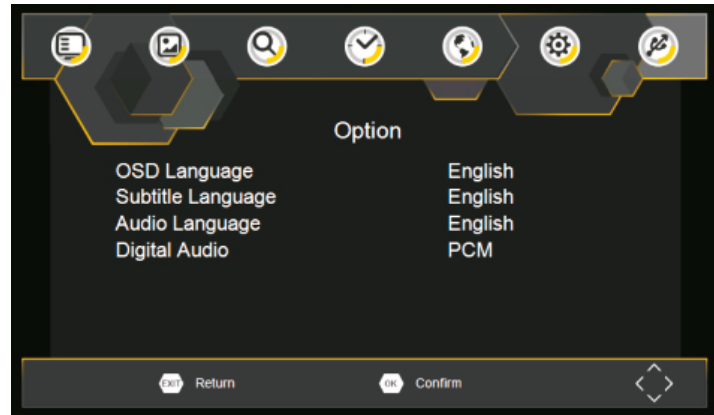 Option
OSD Language English
Subtitle Language English
Audio Language English
Digital Audio PCM
EXIT Return OK Confirm